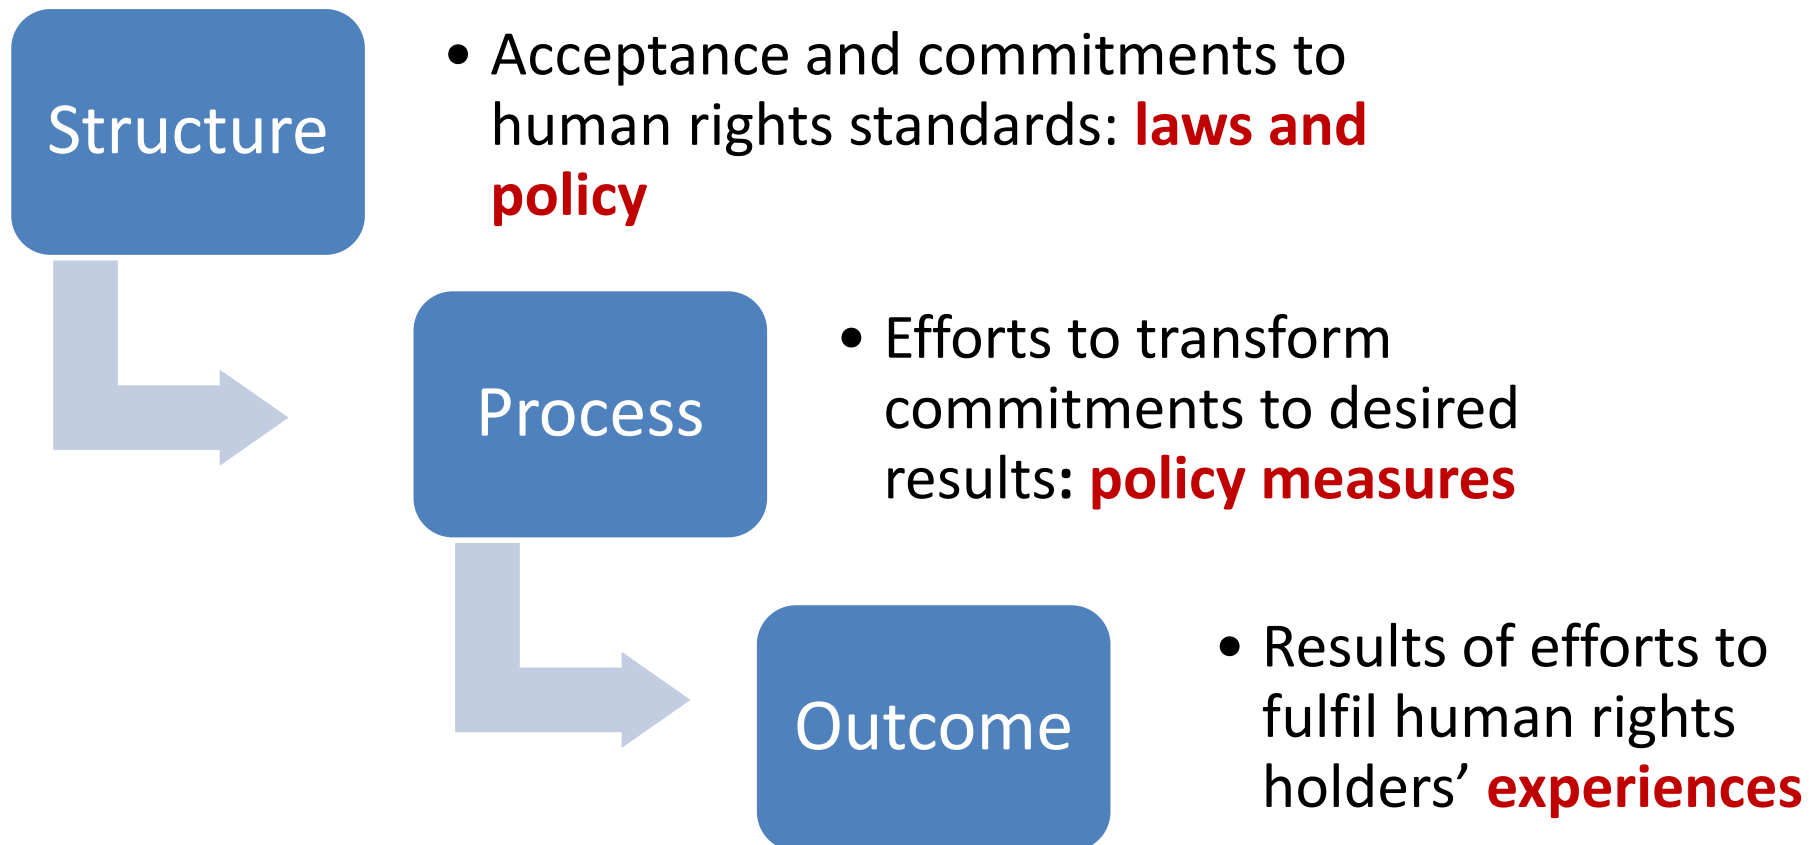 Structure
• Acceptance and commitments to
human rights standards: laws and
policy
Process
• Efforts to transform
commitments to desired
results: policy measures
Outcome
• Results of efforts to
fulfil human rights
holders’ experiences